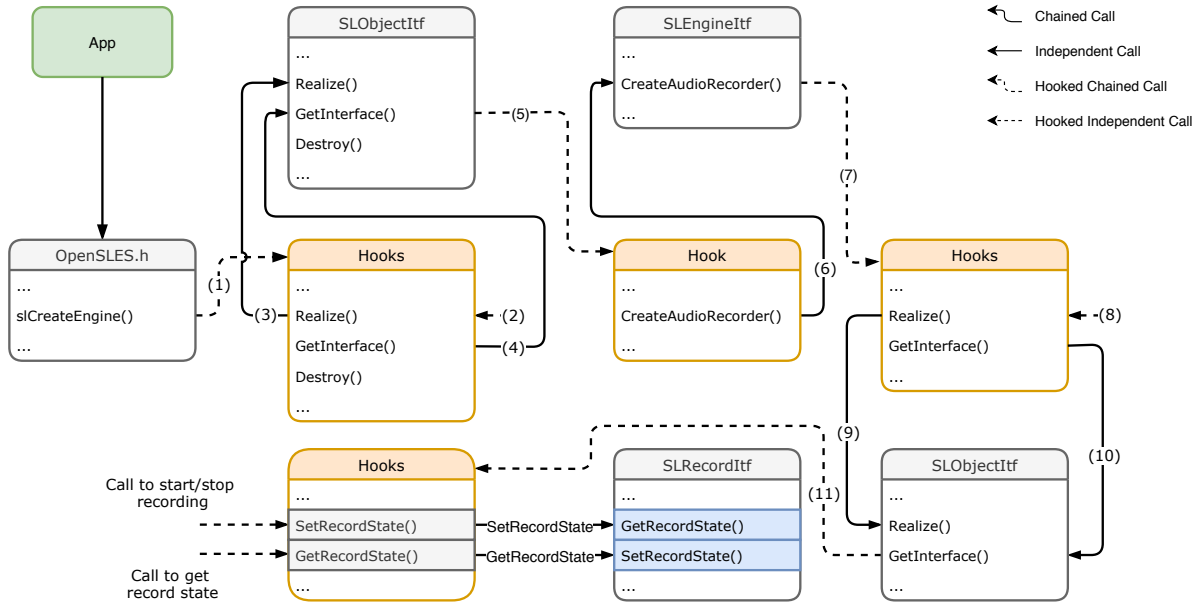 App
SLObjectItf
...
Realize()
GetInterface()
Destroy()
...
(5)
SLEngineItf
...
CreateAudioRecorder()
...
(7)
Chained Call
Independent Call
Hooked Chained Call
Hooked Independent Call
OpenSLES.h
...
slCreateEngine()
...
(1)
(3)
Hooks
...
Realize()
GetInterface()
Destroy()
...
(2)
(4)
Hook
...
CreateAudioRecorder()
...
(6)
Hooks
...
Realize()
GetInterface()
...
(8)
(9)
(10)
Call to start/stop
recording
Call to get
record state
Hooks
...
SetRecordState()
GetRecordState()
...
SetRecordState
GetRecordState
SLRecordItf
...
GetRecordState()
SetRecordState()
...
(11)
SLObjectItf
...
Realize()
GetInterface()
...